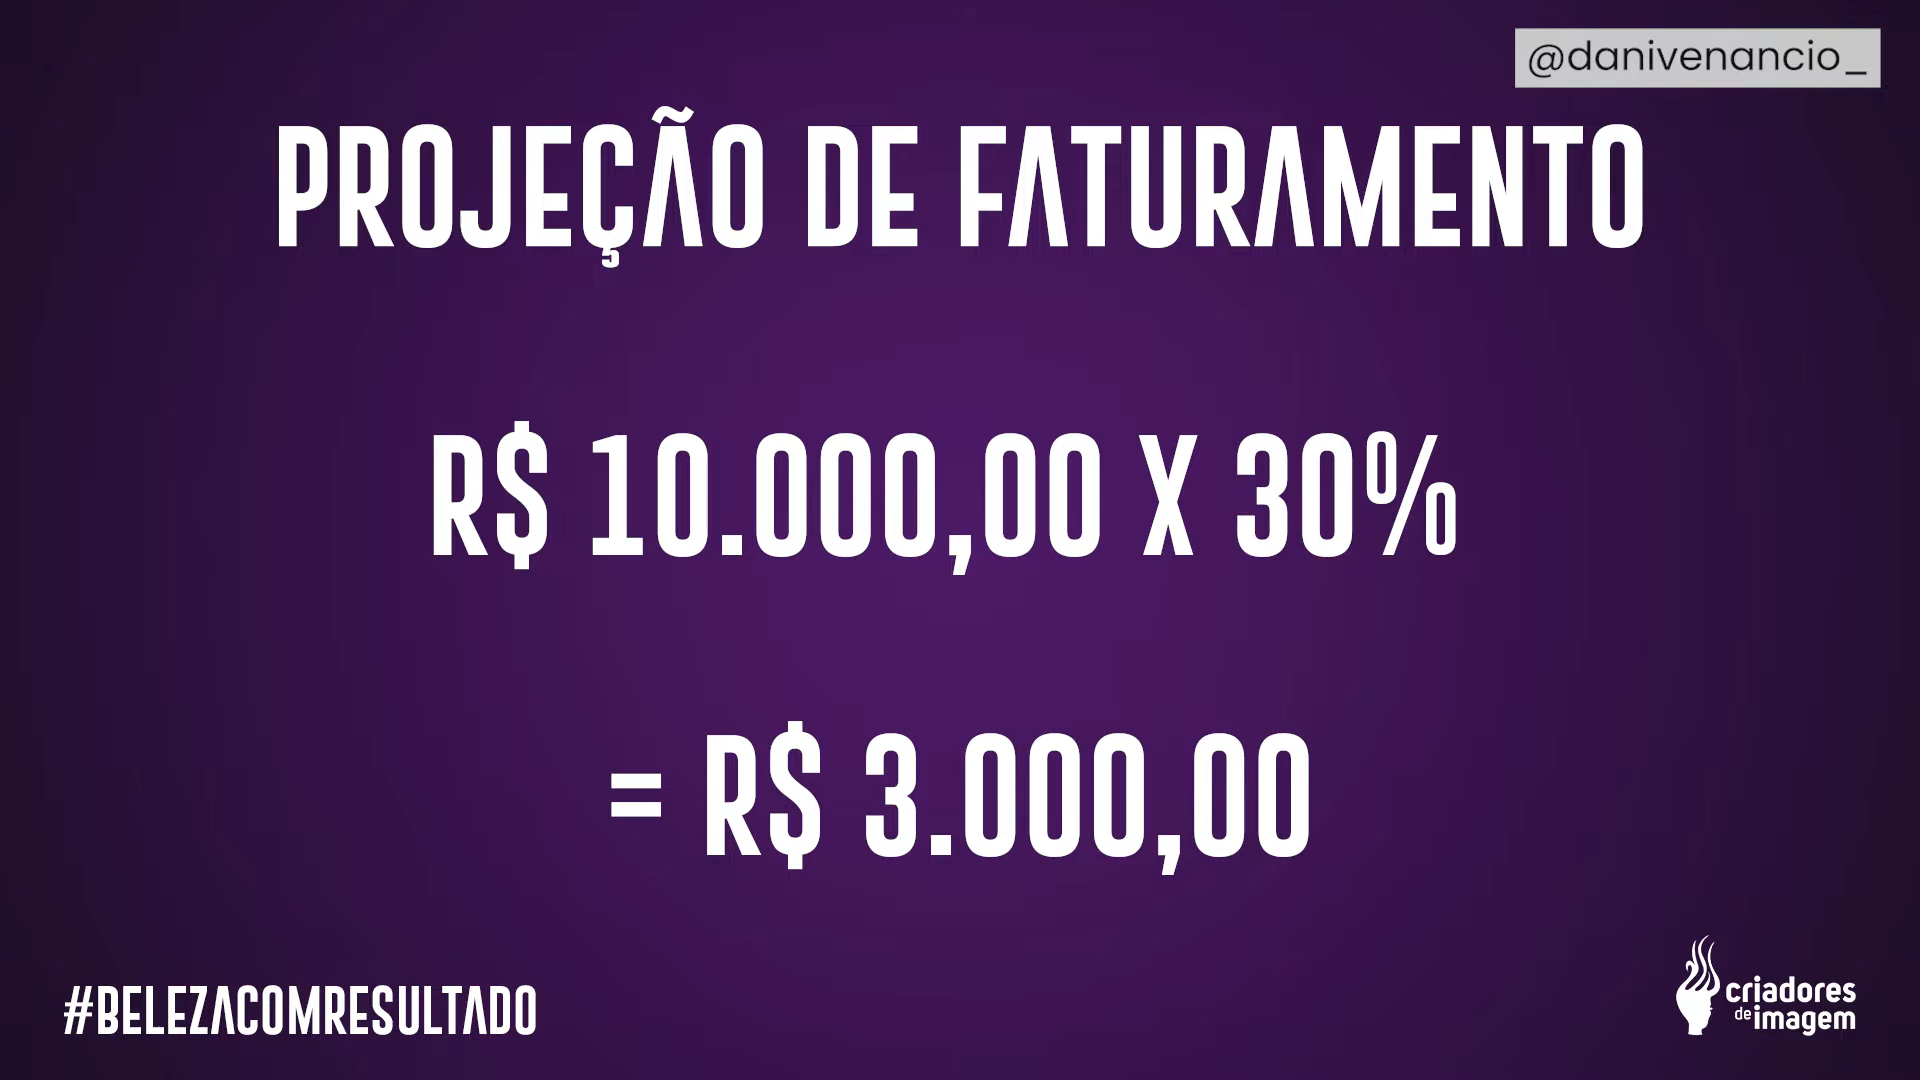 @danivenancio_
PROJEÇÃO DE FATURAMENTO
R$ 10.000,00 X 30%
= R$ 3.000,00
#BELEZACOMRESULTADO
criadores
de imagem